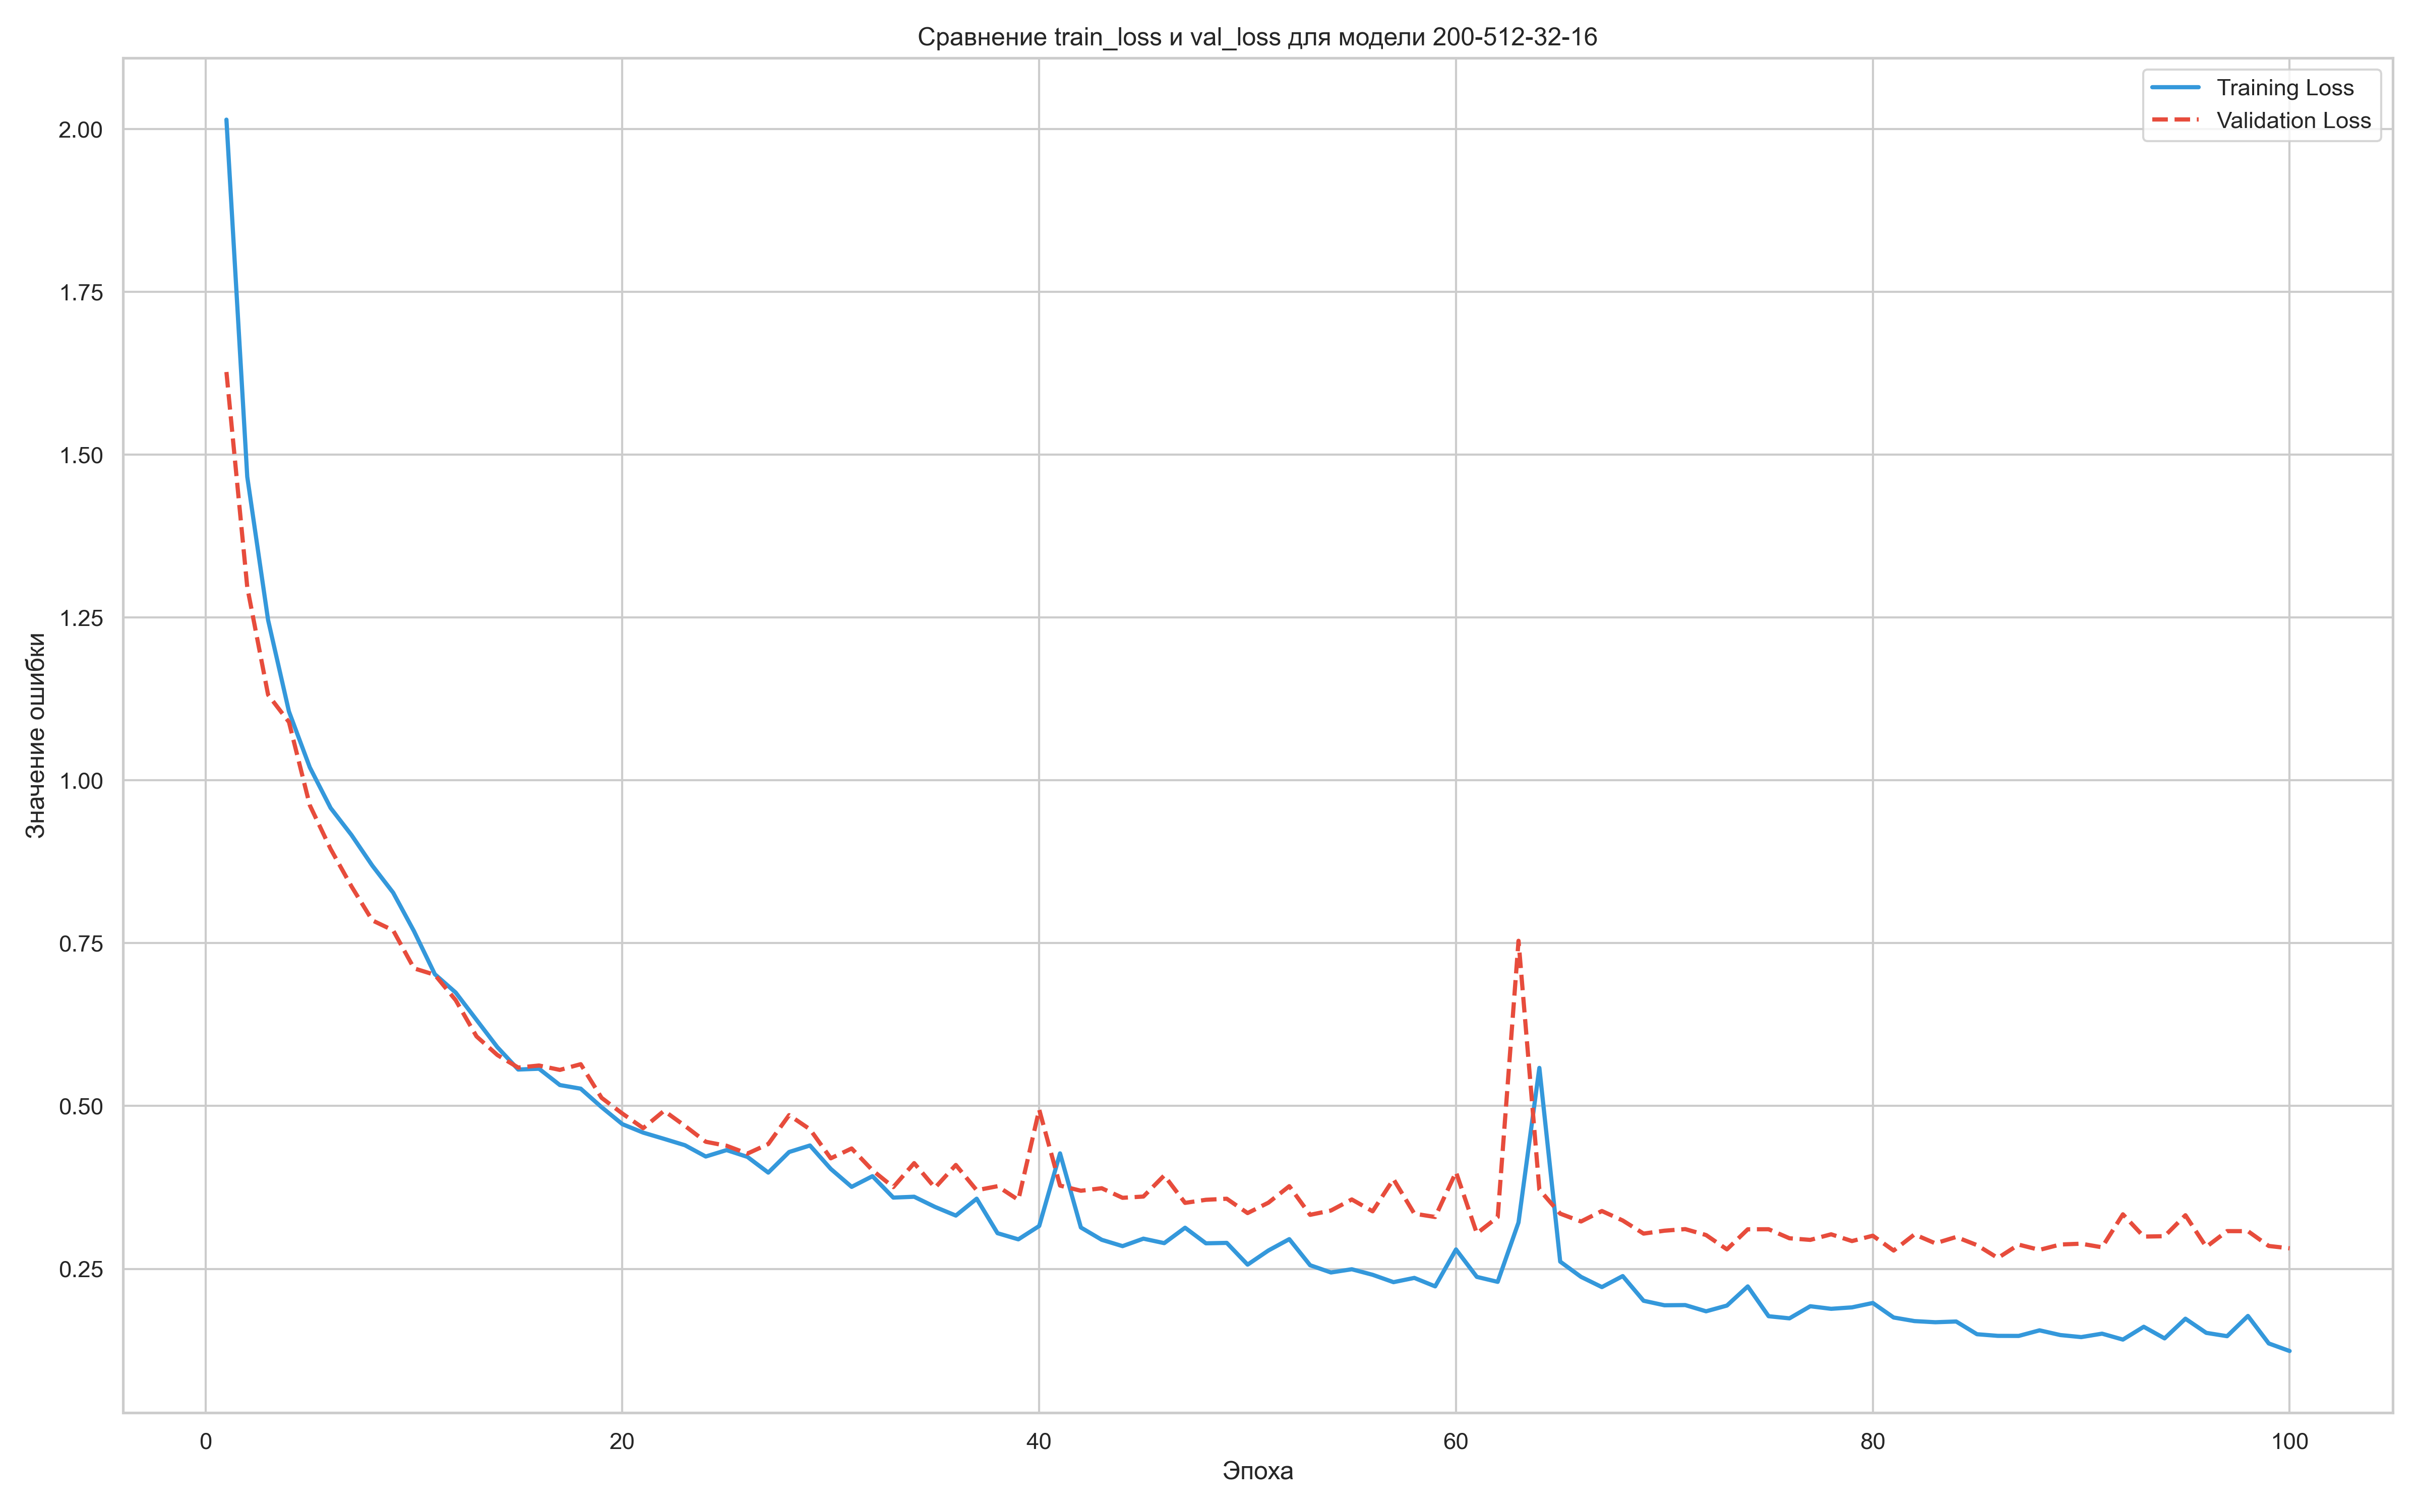 Сравнение train_loss и val_loss для модели 200-512-32-16
Training Loss
Validation Loss
2.00
1.75
1.50
1.25
1.00
0.75
0.50
0.25
Значение ошибки
0 20 40 60 80 100
Эпоха